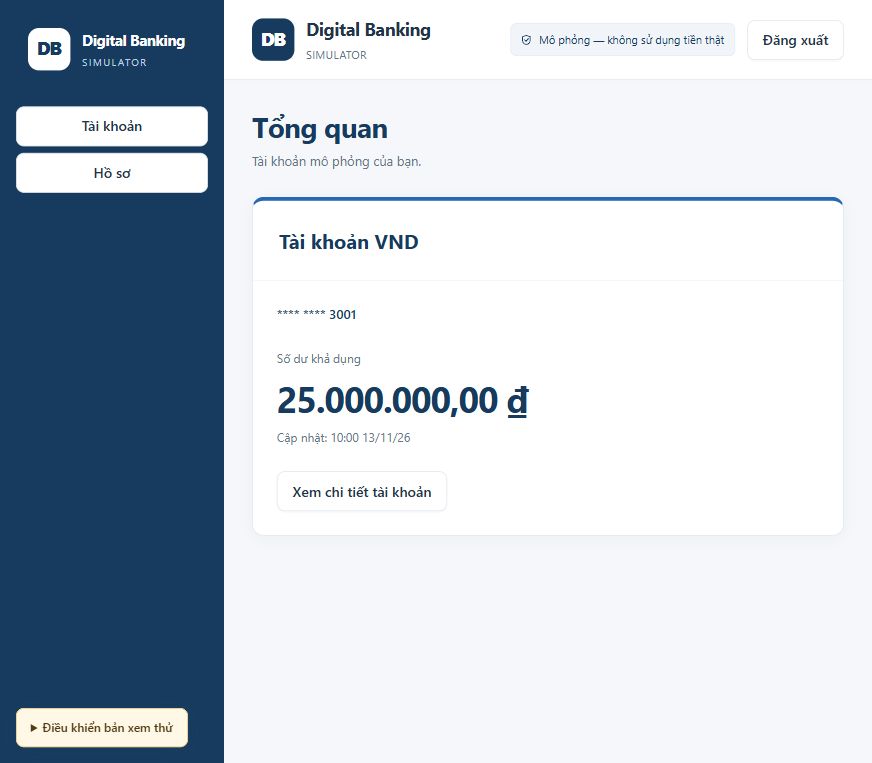 DB
Digital Banking
SIMULATOR
Tài khoản
Hồ sơ
Điều khiển bản xem thử
DB
Digital Banking
SIMULATOR
Mô phỏng — không sử dụng tiền thật
Đăng xuất
Tổng quan
Tài khoản mô phỏng của bạn.
Tài khoản VND
**** **** 3001
Số dư khả dụng
25.000.000,00 ₫
Cập nhật: 10:00 13/11/26
Xem chi tiết tài khoản